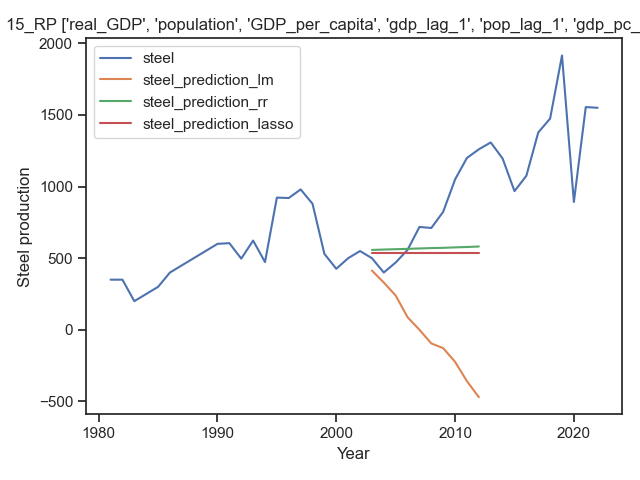 15_RP ['real_GDP', 'population', 'GDP_per_capita', 'gdp_lag_1', 'pop_lag_1', 'gdp_pc_
2000
1500
1000
500
0
−500
Steel production
steel
steel_prediction_lm
steel_prediction_rr
steel_prediction_lasso
1980
1990
2000
2010
2020
Year